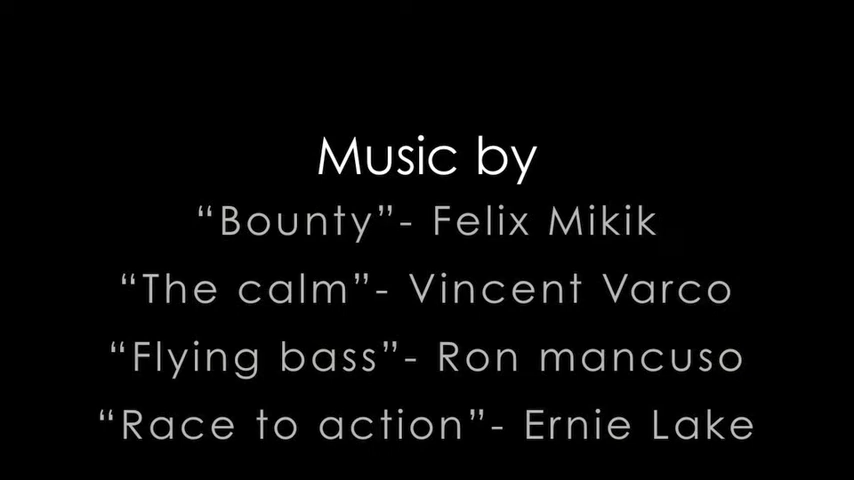 Music by
“Bounty”- Felix Mikik
“The calm”- Vincent Varco
“Flying bass”- Ron mancuso
“Race to action”- Ernie Lake